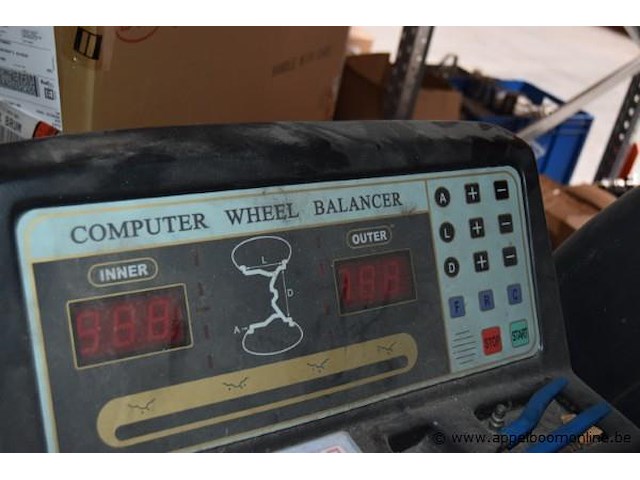 COMPUTER WHEEL BALANCER
INNER
OUTER
L
D
A
A + -
L + -
D + -
F R C
STOP START
© www.appelboomonline.be